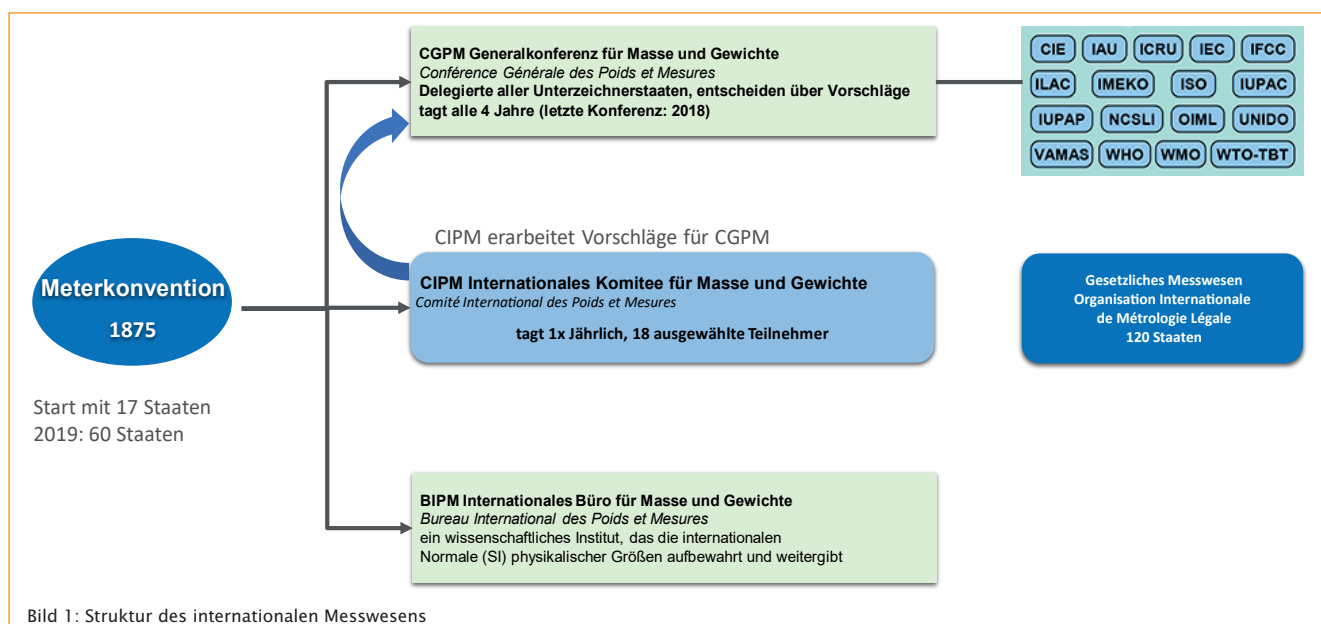 CGPM Generalkonferenz für Masse und Gewichte
Conférence Générale des Poids et Mesures
Delegierte aller Unterzeichnerstaaten, entscheiden über Vorschläge
tagt alle 4 Jahre (letzte Konferenz: 2018)
CIE IAU ICRU IEC IFCC
ILAC IMEKO ISO IUPAC
IUPAP NCSLI OIML UNIDO
VAMAS WHO WMO WTO-TBT
Meterkonvention
1875
Start mit 17 Staaten
2019: 60 Staaten
CIPM erarbeitet Vorschläge für CGPM
CIPM Internationales Komitee für Masse und Gewichte
Comité International des Poids et Mesures
tagt 1x Jährlich, 18 ausgewählte Teilnehmer
Gesetzliches Messwesen
Organisation Internationale
de Métrologie Légale
120 Staaten
BIPM Internationales Büro für Masse und Gewichte
Bureau International des Poids et Mesures
ein wissenschaftliches Institut, das die internationalen
Normale (SI) physikalischer Größen aufbewahrt und weitergibt
Bild 1: Struktur des internationalen Messwesens